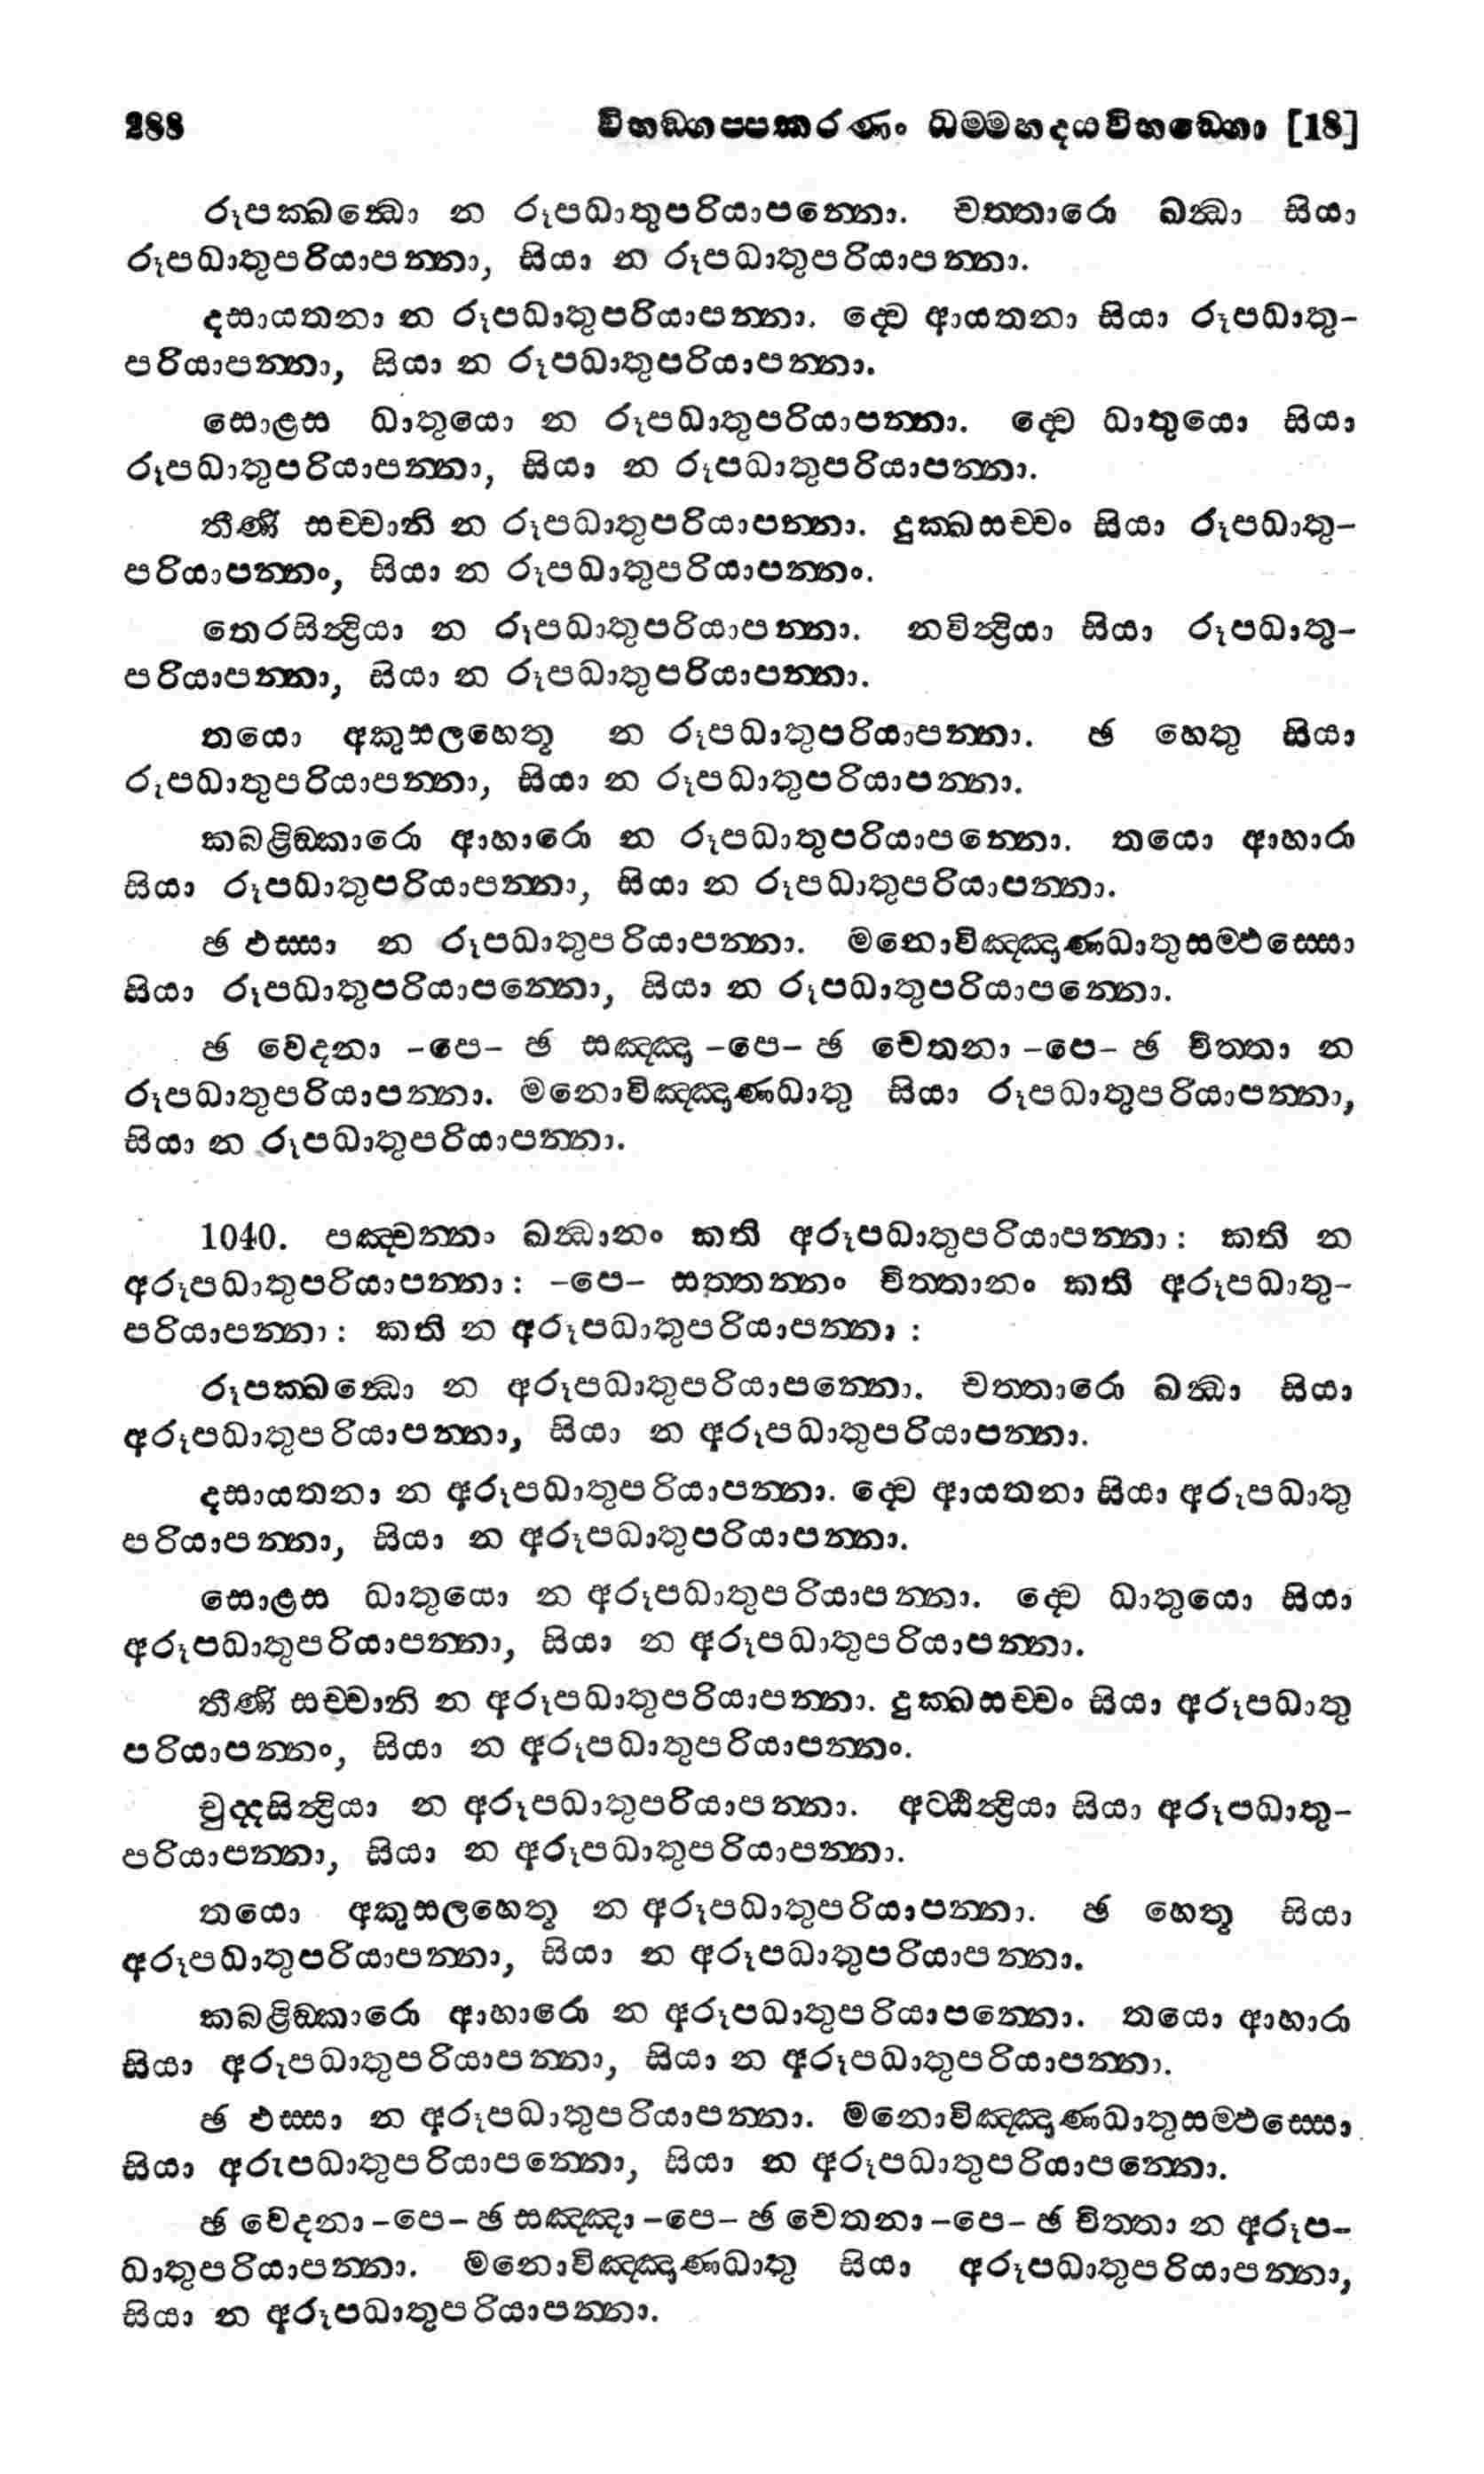 288 විභඞ්ගප්පකරණං ධම්මහදයවිභඞ්ගො [18]
රූපක්ඛන්ධො න රූපධාතුපරියාපන්නො. චත්තාරො ඛන්ධා සියා
රූපධාතුපරියාපන්නා, සියා න රූපධාතුපරියාපන්නා.
දසායතනා න රූපධාතුපරියාපන්නා. ද්වෙ ආයතනා සියා රූපධාතු-
පරියාපන්නා, සියා න රූපධාතුපරියාපන්නා.
සොළස ධාතුයො න රූපධාතුපරියාපන්නා. ද්වෙ ධාතුයො සියා
රූපධාතුපරියාපන්නා, සියා න රූපධාතුපරියාපන්නා.
තීණි සච්චානි න රූපධාතුපරියාපන්නා. දුක්ඛසච්චං සියා රූපධාතු-
පරියාපන්නං, සියා න රූපධාතුපරියාපන්නං.
තෙරසින්ද්‍රියා න රූපධාතුපරියාපන්නා. නවින්ද්‍රියා සියා රූපධාතු-
පරියාපන්නා, සියා න රූපධාතුපරියාපන්නා.
තයො අකුසලහෙතූ න රූපධාතුපරියාපන්නා. ඡ හෙතු සියා
රූපධාතුපරියාපන්නා, සියා න රූපධාතුපරියාපන්නා.
කබළිඞ්කාරො ආහාරො න රූපධාතුපරියාපන්නො. තයො ආහාරා
සියා රූපධාතුපරියාපන්නා, සියා න රූපධාතුපරියාපන්නා.
ඡ ඵස්සා න රූපධාතුපරියාපන්නා. මනොවිඤ්ඤාණධාතුසම්ඵස්සො
සියා රූපධාතුපරියාපන්නො, සියා න රූපධාතුපරියාපන්නො.
ඡ වෙදනා -පෙ- ඡ සඤ්ඤා -පෙ- ඡ චෙතනා -පෙ- ඡ චිත්තා න
රූපධාතුපරියාපන්නා. මනොවිඤ්ඤාණධාතු සියා රූපධාතුපරියාපන්නා,
සියා න රූපධාතුපරියාපන්නා.
1040. පඤ්චන්නං ඛන්ධානං කති අරූපධාතුපරියාපන්නා: කති න
අරූපධාතුපරියාපන්නා: -පෙ- සත්තන්නං චිත්තානං කති අරූපධාතු-
පරියාපන්නා: කති න අරූපධාතුපරියාපන්නා:
රූපක්ඛන්ධො න අරූපධාතුපරියාපන්නො. චත්තාරො ඛන්ධා සියා
අරූපධාතුපරියාපන්නා, සියා න අරූපධාතුපරියාපන්නා.
දසායතනා න අරූපධාතුපරියාපන්නා. ද්වෙ ආයතනා සියා අරූපධාතු
පරියාපන්නා, සියා න අරූපධාතුපරියාපන්නා.
සොළස ධාතුයො න අරූපධාතුපරියාපන්නා. ද්වෙ ධාතුයො සියා
අරූපධාතුපරියාපන්නා, සියා න අරූපධාතුපරියාපන්නා.
තීණි සච්චානි න අරූපධාතුපරියාපන්නා. දුක්ඛසච්චං සියා අරූපධාතු
පරියාපන්නං, සියා න අරූපධාතුපරියාපන්නං.
චුද්දසින්ද්‍රියා න අරූපධාතුපරියාපන්නා. අට්ඨින්ද්‍රියා සියා අරූපධාතු-
පරියාපන්නා, සියා න අරූපධාතුපරියාපන්නා.
තයො අකුසලහෙතූ න අරූපධාතුපරියාපන්නා. ඡ හෙතූ සියා
අරූපධාතුපරියාපන්නා, සියා න අරූපධාතුපරියාපන්නා.
කබළිඞ්කාරො ආහාරො න අරූපධාතුපරියාපන්නො. තයො ආහාරා
සියා අරූපධාතුපරියාපන්නා, සියා න අරූපධාතුපරියාපන්නා.
ඡ ඵස්සා න අරූපධාතුපරියාපන්නා. මනොවිඤ්ඤාණධාතුසම්ඵස්සො
සියා අරූපධාතුපරියාපන්නො, සියා න අරූපධාතුපරියාපන්නො.
ඡ වෙදනා -පෙ- ඡ සඤ්ඤා -පෙ- ඡ චෙතනා -පෙ- ඡ චිත්තා න අරූප-
ධාතුපරියාපන්නා. මනොවිඤ්ඤාණධාතු සියා අරූපධාතුපරියාපන්නා,
සියා න අරූපධාතුපරියාපන්නා.